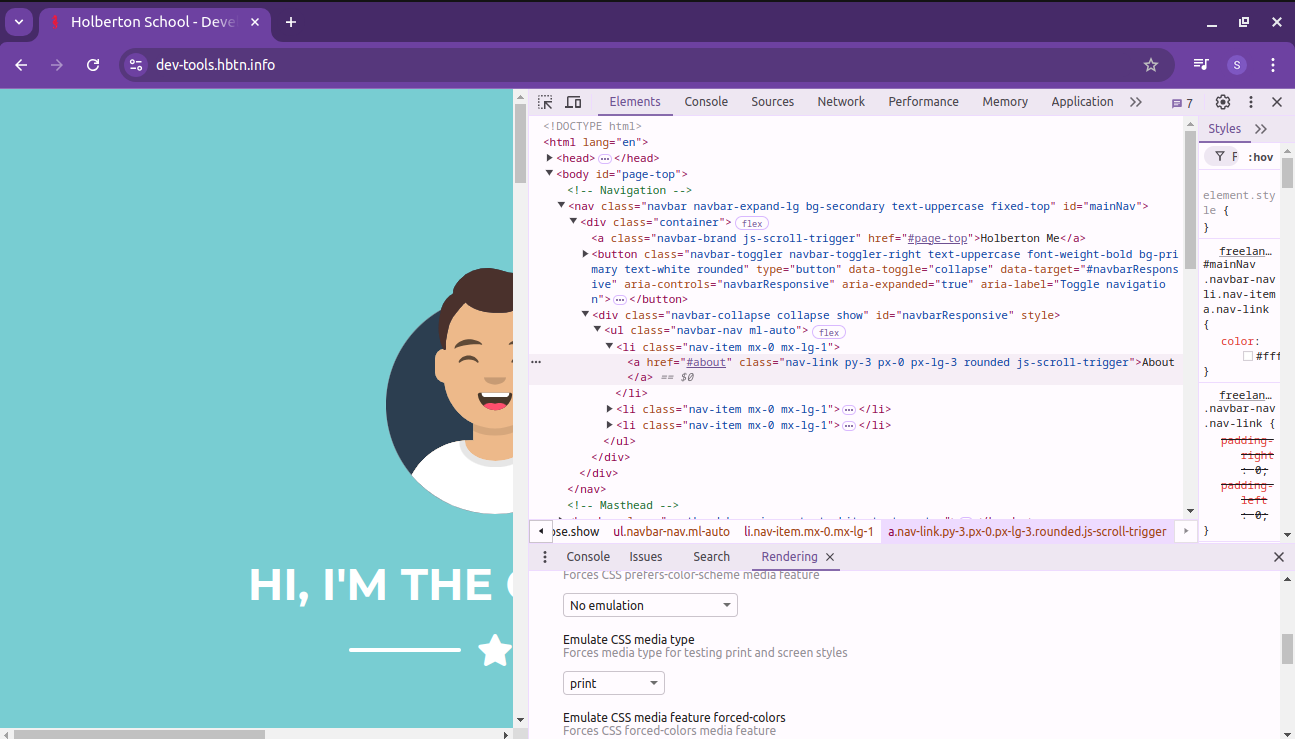 Holberton School - Deve
dev-tools.hbtn.info
S
HI, I'M THE
Elements Console Sources Network Performance Memory Application 7
<!DOCTYPE html>
<html lang="en">
<head> … </head>
<body id="page-top">
<!-- Navigation -->
<nav class="navbar navbar-expand-lg bg-secondary text-uppercase fixed-top" id="mainNav">
<div class="container"> flex
<a class="navbar-brand js-scroll-trigger" href="#page-top">Holberton Me</a>
<button class="navbar-toggler navbar-toggler-right text-uppercase font-weight-bold bg-pri
mary text-white rounded" type="button" data-toggle="collapse" data-target="#navbarRespons
ive" aria-controls="navbarResponsive" aria-expanded="true" aria-label="Toggle navigatio
n"> … </button>
<div class="navbar-collapse collapse show" id="navbarResponsive" style>
<ul class="navbar-nav ml-auto"> flex
<li class="nav-item mx-0 mx-lg-1">
… <a href="#about" class="nav-link py-3 px-0 px-lg-3 rounded js-scroll-trigger">About
</a> == $0
</li>
<li class="nav-item mx-0 mx-lg-1"> … </li>
<li class="nav-item mx-0 mx-lg-1"> … </li>
</ul>
</div>
</div>
</nav>
<!-- Masthead -->
ose.show ul.navbar-nav.ml-auto li.nav-item.mx-0.mx-lg-1 a.nav-link.py-3.px-0.px-lg-3.rounded.js-scroll-trigger
Styles
F :hov
element.sty
le {
}
freelan…
#mainNav
.navbar-nav
li.nav-item
a.nav-link
{
color:
#fff
}
freelan…
.navbar-nav
.nav-link {
padding-
right
: 0;
padding-
left
: 0;
}
Console Issues Search Rendering
Forces CSS prefers-color-scheme media feature
No emulation
Emulate CSS media type
Forces media type for testing print and screen styles
print
Emulate CSS media feature forced-colors
Forces CSS forced-colors media feature